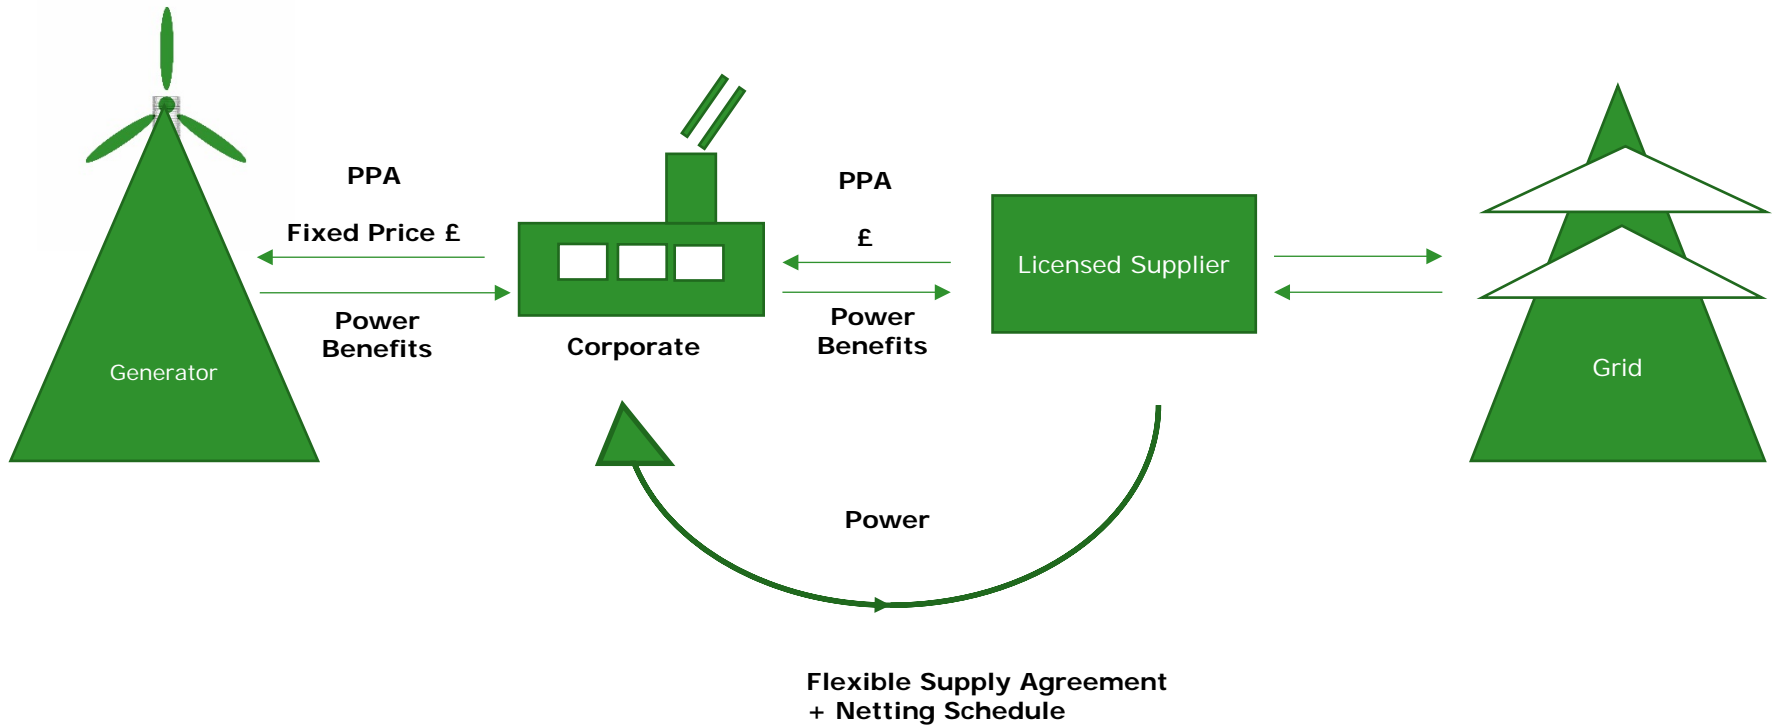 PPA
Fixed Price £
Power
Benefits
Generator
Corporate
PPA
£
Power
Benefits
Licensed Supplier
Grid
Power
Flexible Supply Agreement
+ Netting Schedule